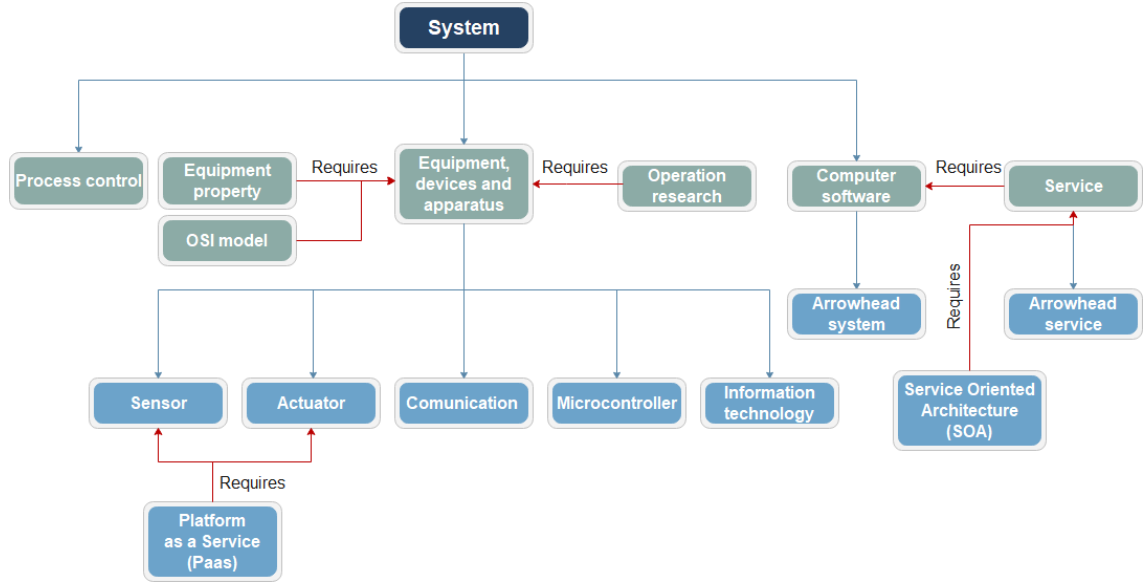 System
Process control
Equipment
property
Requires
Equipment,
devices and
apparatus
Requires
Operation
research
Computer
software
Requires
Service
OSI model
Arrowhead
system
Requires
Arrowhead
service
Sensor
Actuator
Comunication
Microcontroller
Information
technology
Service Oriented
Architecture
(SOA)
Requires
Platform
as a Service
(Paas)